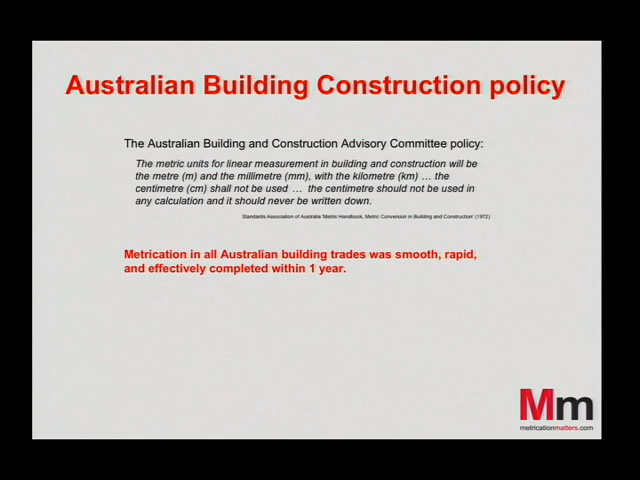 Australian Building Construction policy
The Australian Building and Construction Advisory Committee policy:
The metric units for linear measurement in building and construction will be
the metre (m) and the millimetre (mm), with the kilometre (km) … the
centimetre (cm) shall not be used … the centimetre should not be used in
any calculation and it should never be written down.
Standards Association of Australia 'Metric Handbook, Metric Conversion in Building and Construction' (1972)
Metrication in all Australian building trades was smooth, rapid,
and effectively completed within 1 year.
Mm
metricationmatters.com